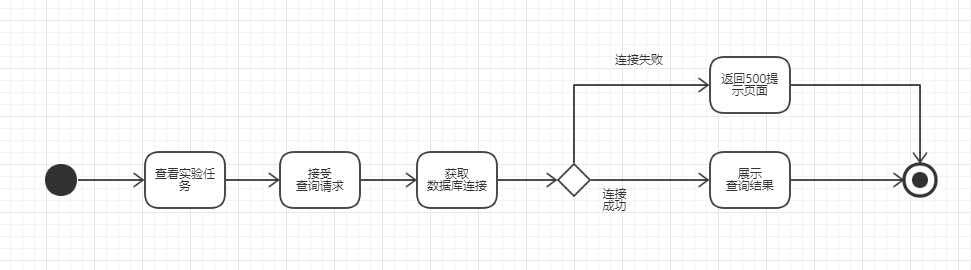 连接失败
返回500提
示页面
查看实验任
务
接受
查询请求
获取
数据库连接
连接
成功
展示
查询结果